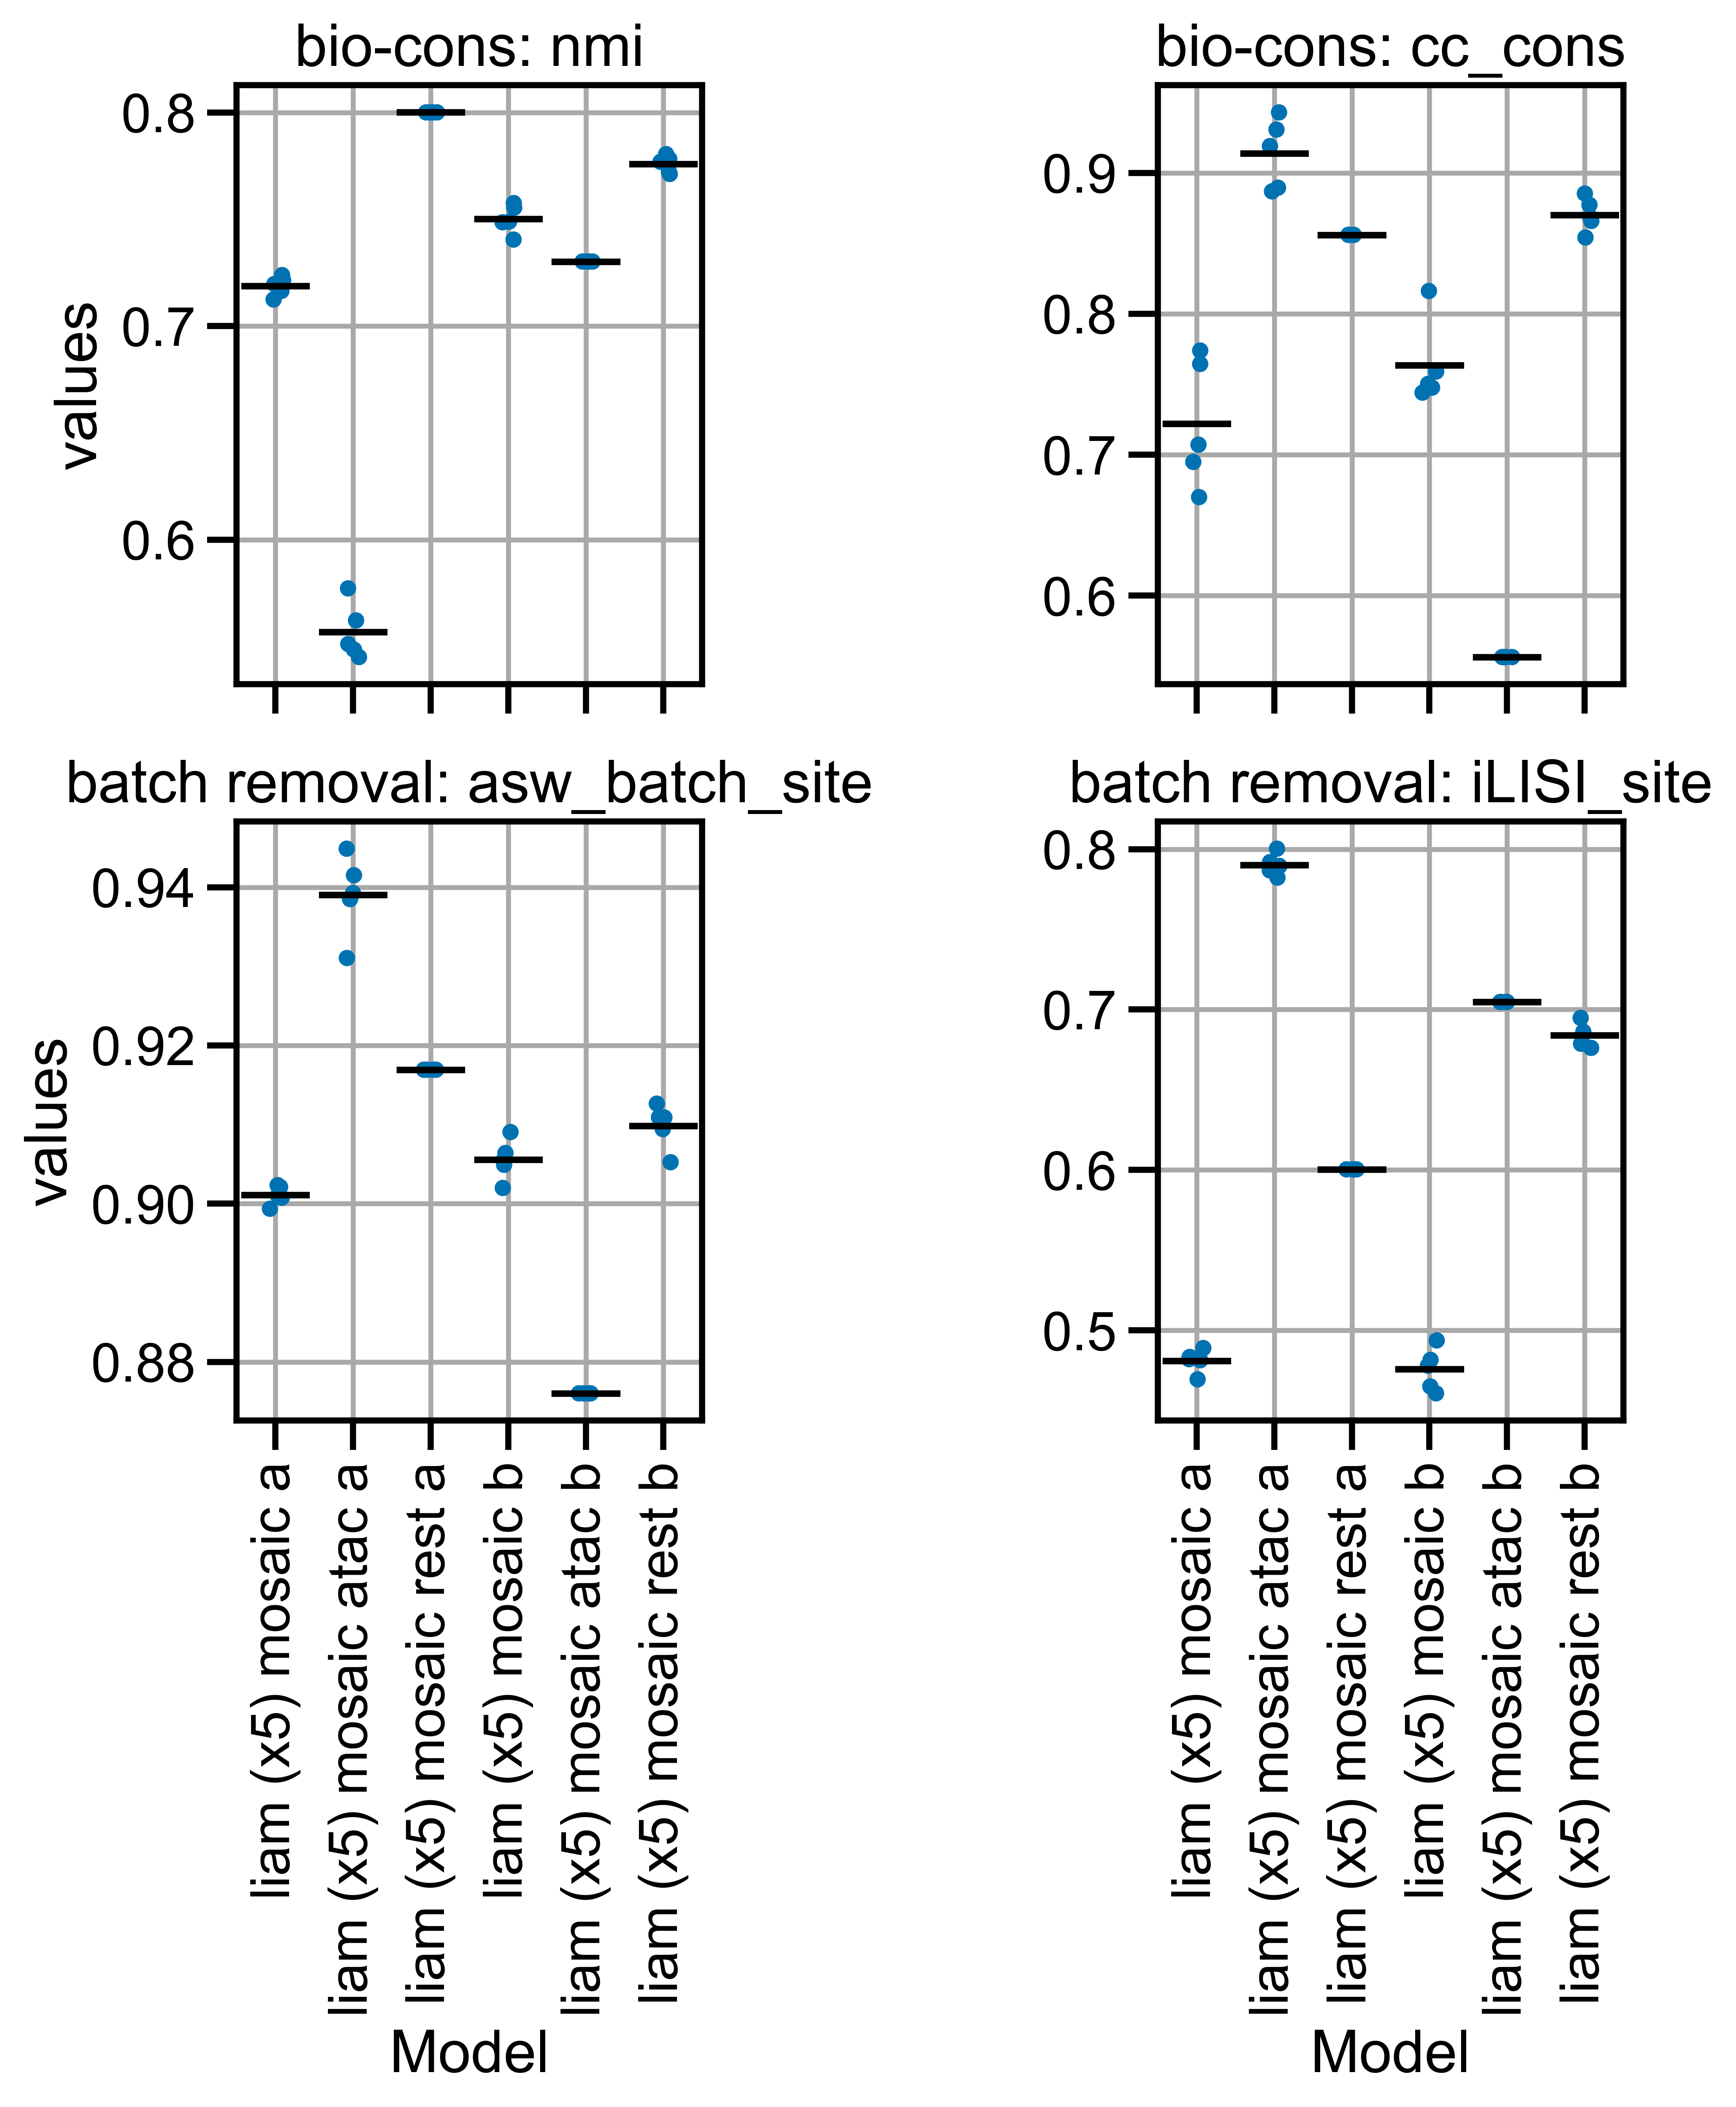 bio-cons: nmi
values
0.8
0.7
0.6
bio-cons: cc_cons
0.9
0.8
0.7
0.6
batch removal: asw_batch_site
values
0.94
0.92
0.90
0.88
liam (x5) mosaic a
liam (x5) mosaic atac a
liam (x5) mosaic rest a
liam (x5) mosaic b
liam (x5) mosaic atac b
liam (x5) mosaic rest b
Model
batch removal: iLISI_site
0.8
0.7
0.6
0.5
liam (x5) mosaic a
liam (x5) mosaic atac a
liam (x5) mosaic rest a
liam (x5) mosaic b
liam (x5) mosaic atac b
liam (x5) mosaic rest b
Model